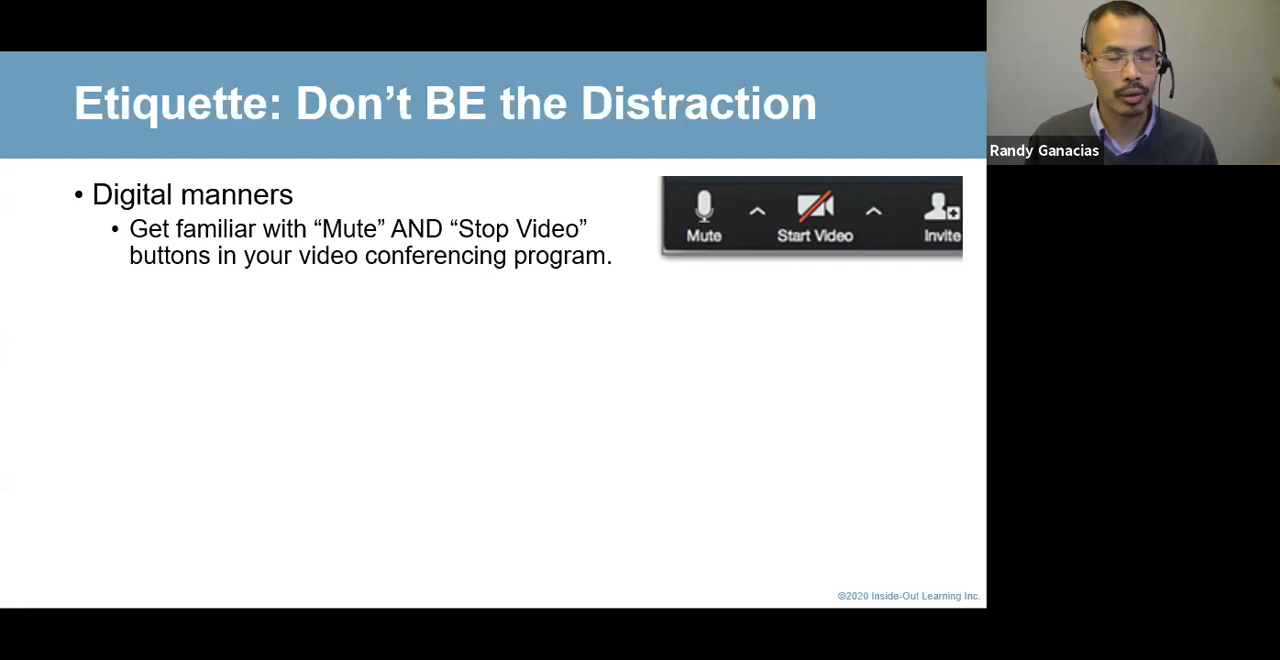 Etiquette: Don’t BE the Distraction
• Digital manners
• Get familiar with “Mute” AND “Stop Video”
buttons in your video conferencing program.
Mute
Start Video
Invite
Randy Ganacias
©2020 Inside-Out Learning Inc.